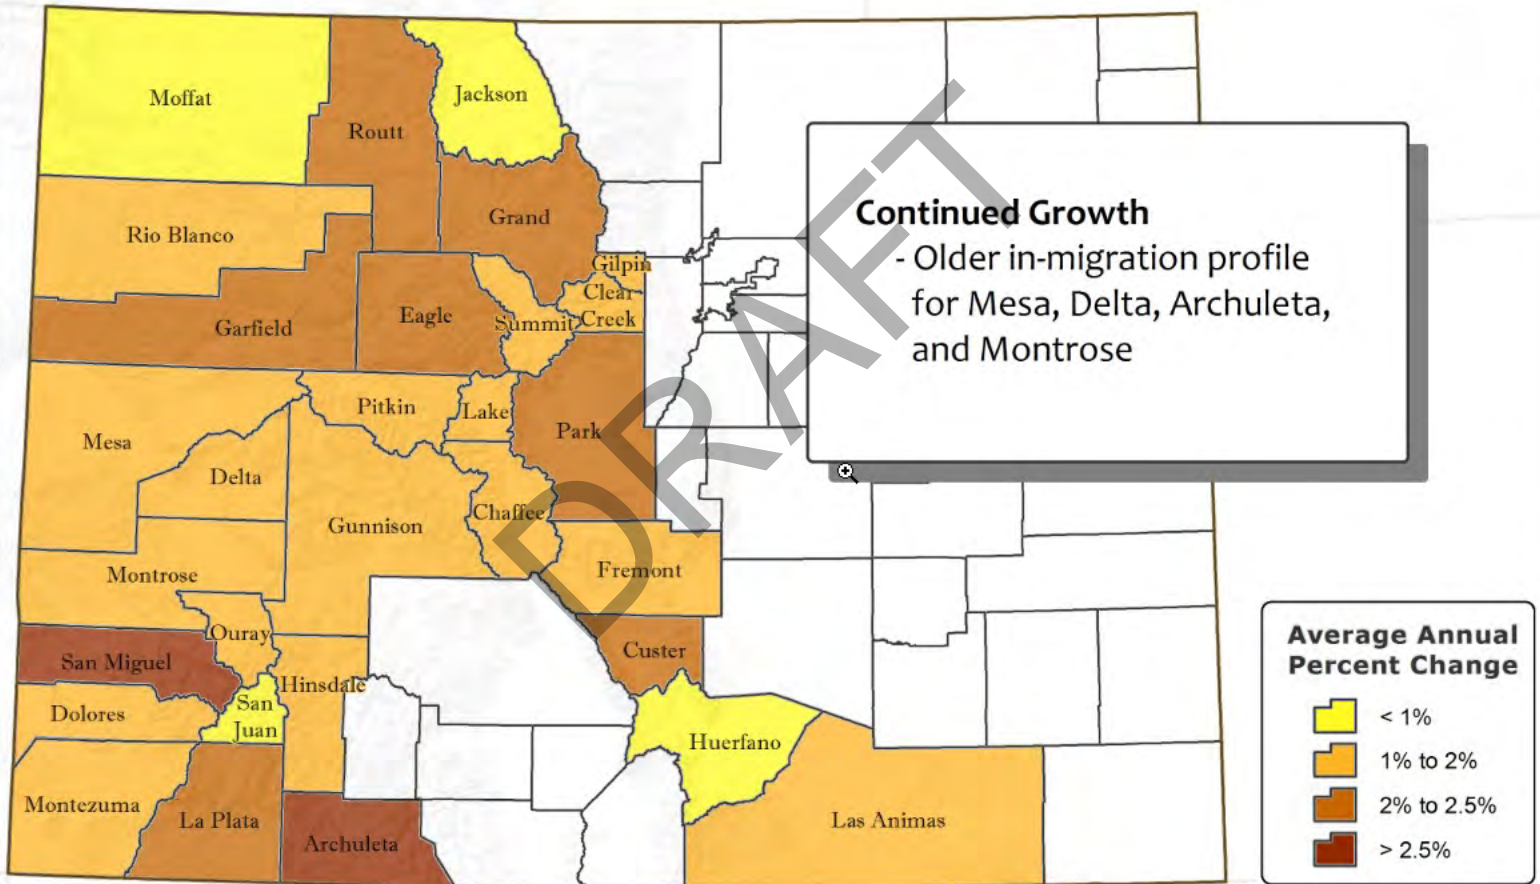 Moffat
Jackson
Routt
Rio Blanco
Grand
Gilpin
Clear
Creek
Garfield
Eagle
Summit
Mesa
Pitkin
Lake
Park
Delta
Gunnison
Chaffee
Montrose
Fremont
Ouray
San Miguel
Custer
Hinsdale
Dolores
San
Juan
Huerfano
Montezuma
La Plata
Archuleta
Las Animas
DRAFT
Continued Growth
- Older in-migration profile
for Mesa, Delta, Archuleta,
and Montrose
Average Annual
Percent Change
< 1%
1% to 2%
2% to 2.5%
> 2.5%